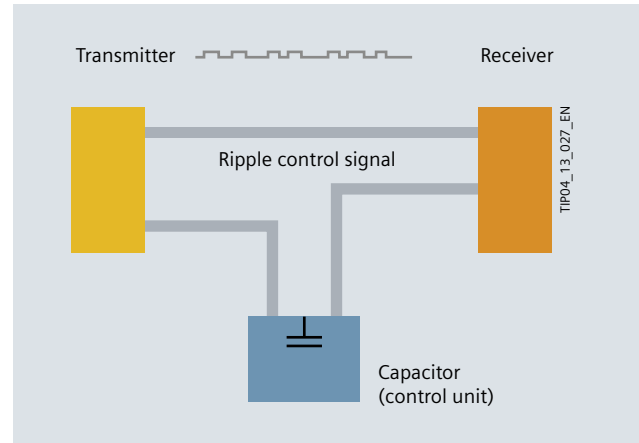 Transmitter
Receiver
Ripple control signal
TIP04_13_027_EN
Capacitor
(control unit)